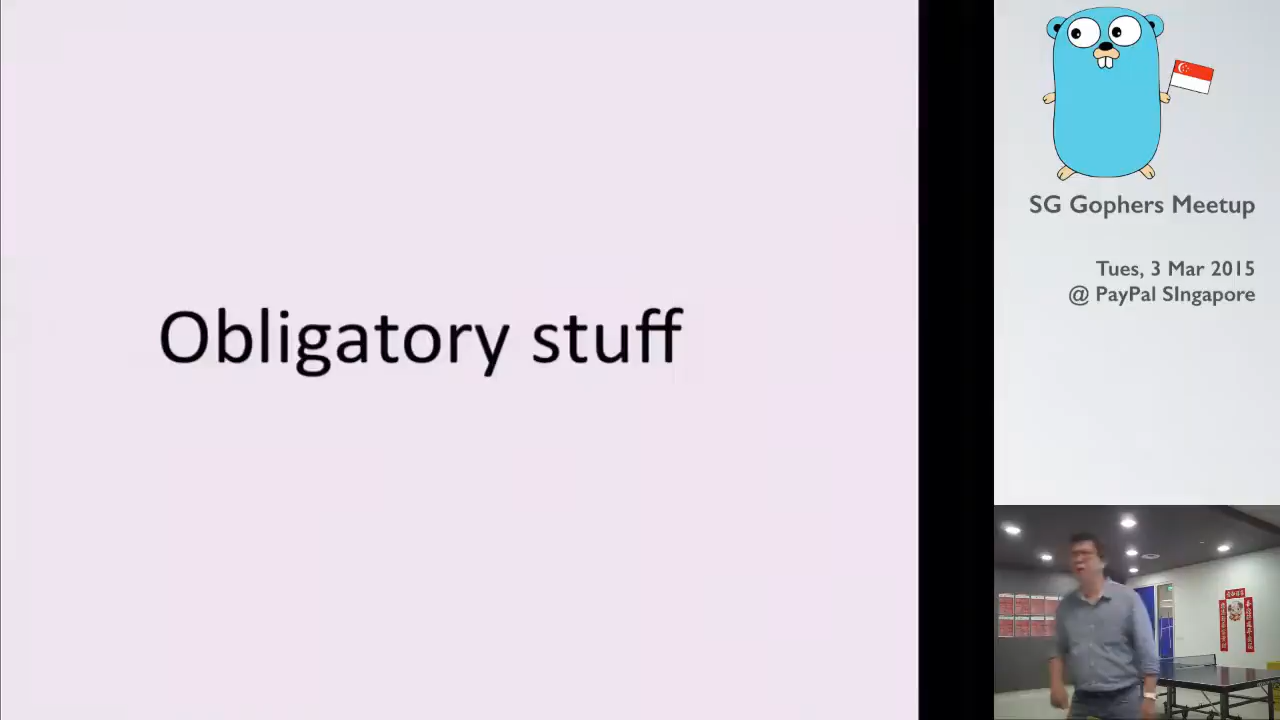 Obligatory stuff
SG Gophers Meetup
Tues, 3 Mar 2015
@ PayPal SIngapore